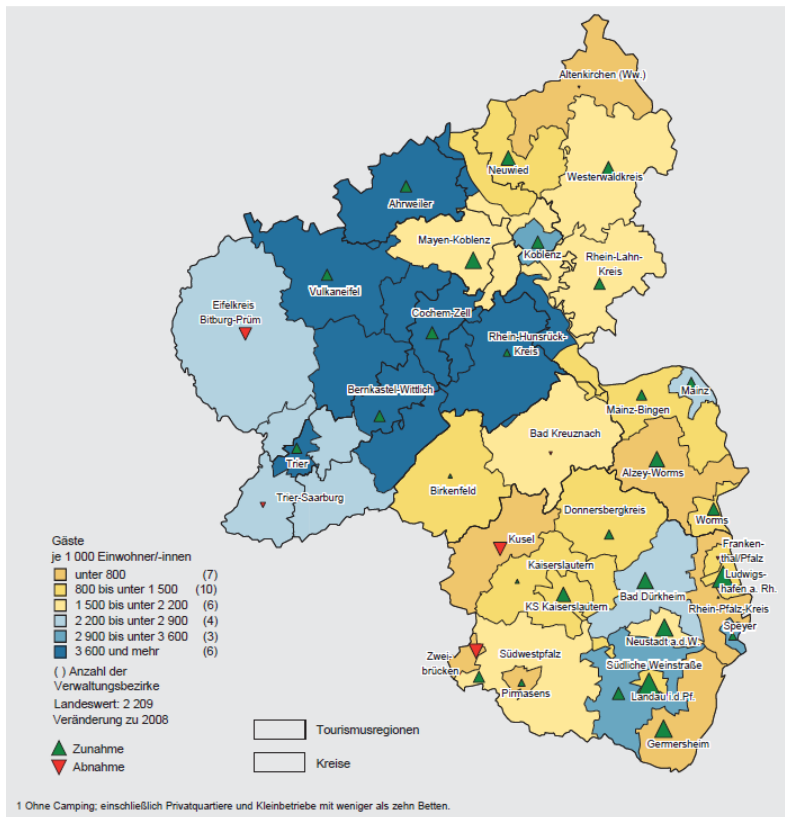 Altenkirchen (Ww.)
Neuwied
Westerwaldkreis
Ahrweiler
Mayen-Koblenz
Koblenz
Rhein-Lahn-
Kreis
Vulkaneifel
Eifelkreis
Bitburg-Prüm
Cochem-Zell
Rhein-Hunsrück-
Kreis
Bernkastel-Wittlich
Mainz
Mainz-Bingen
Bad Kreuznach
Trier
Alzey-Worms
Birkenfeld
Trier-Saarburg
Donnersbergkreis
Worms
Kusel
Franken-
thal/Pfalz
Kaiserslautern
Ludwigs-
hafen a. Rh.
KS Kaiserslautern
Bad Dürkheim
Rhein-Pfalz-Kreis
Speyer
Neustadt a.d.W.
Zwei-
brücken
Südwestpfalz
Südliche Weinstraße
Pirmasens
Landau i.d.Pf.
Germersheim
Gäste
je 1 000 Einwohner/-innen
unter 800 (7)
800 bis unter 1 500 (10)
1 500 bis unter 2 200 (6)
2 200 bis unter 2 900 (4)
2 900 bis unter 3 600 (3)
3 600 und mehr (6)
( ) Anzahl der
Verwaltungsbezirke
Landeswert: 2 209
Veränderung zu 2008
Zunahme
Abnahme
Tourismusregionen
Kreise
1 Ohne Camping; einschließlich Privatquartiere und Kleinbetriebe mit weniger als zehn Betten.